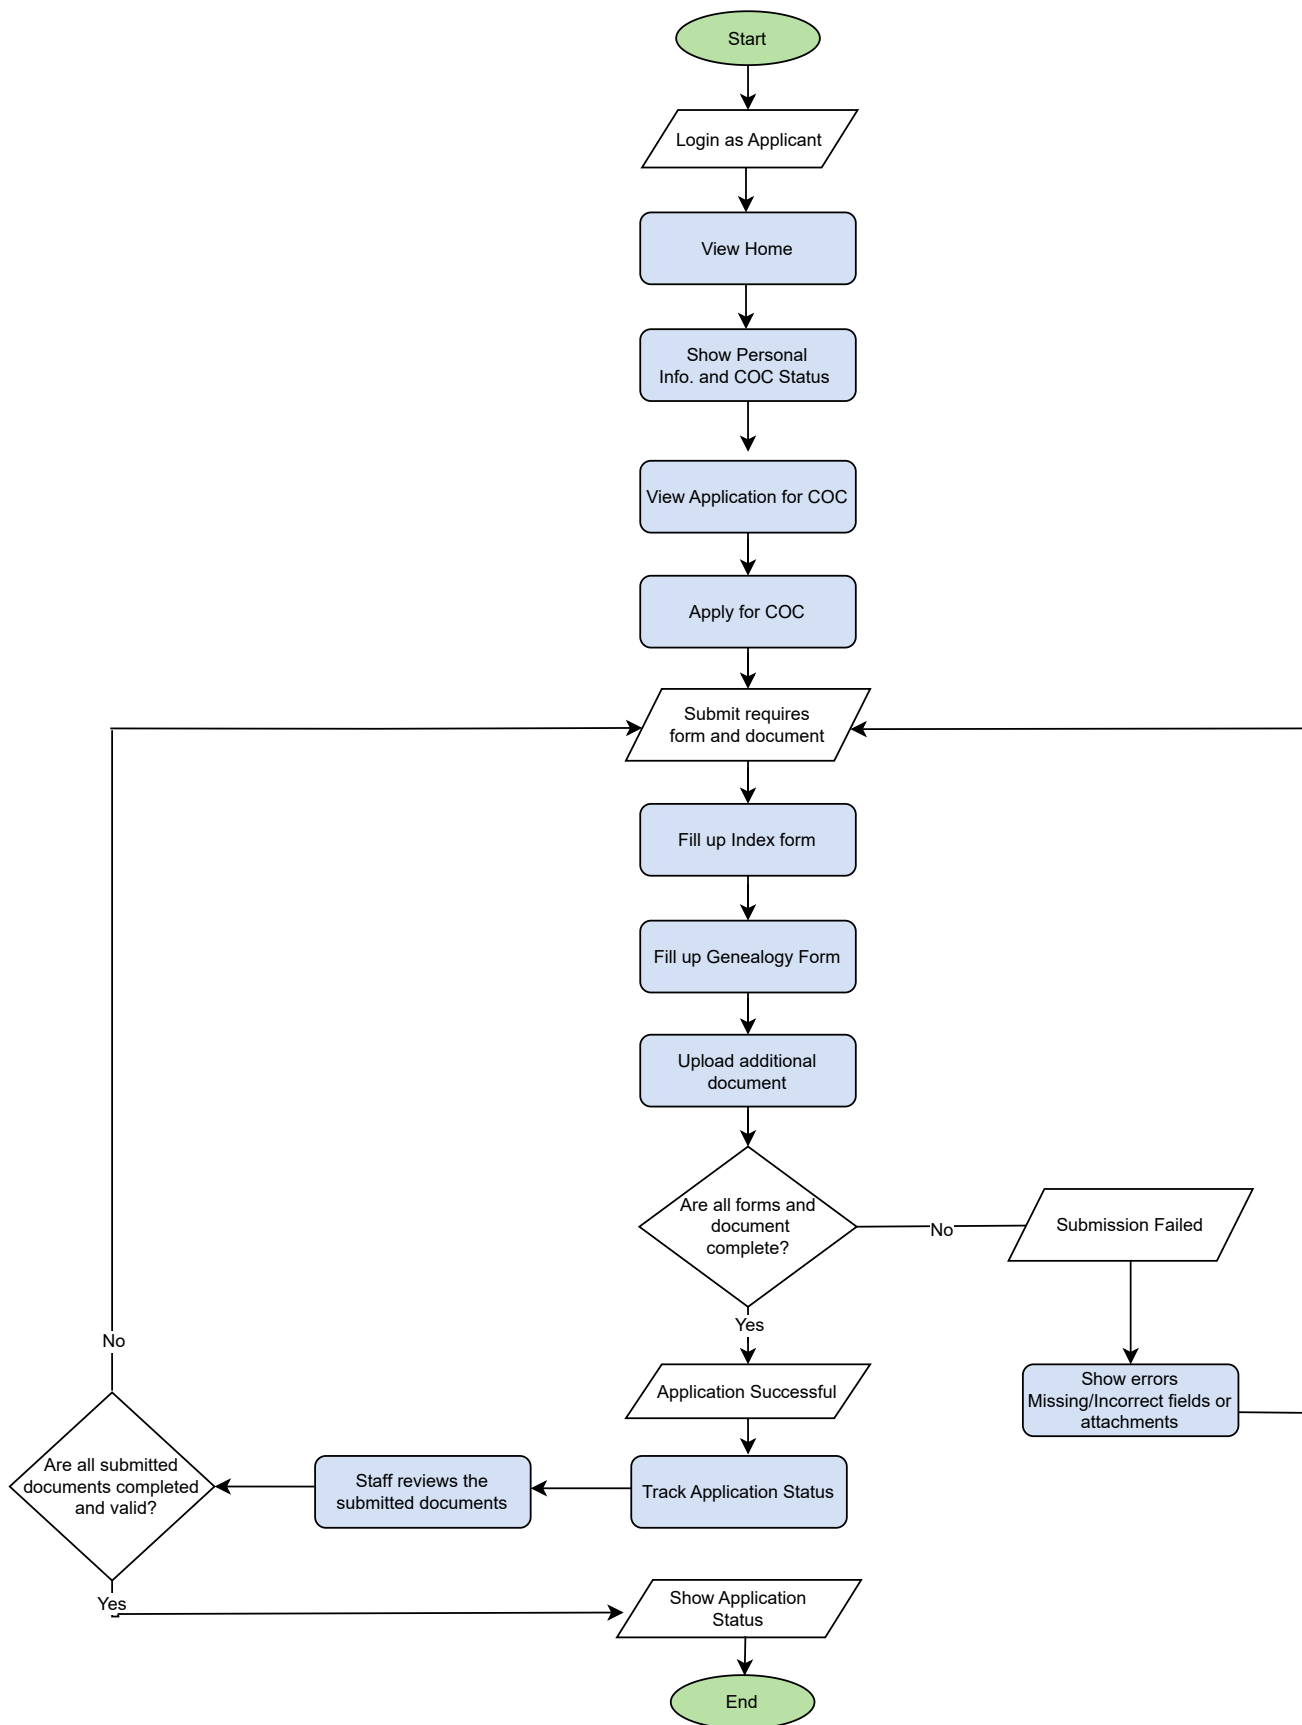 Start
Login as Applicant
View Home
Show Personal
Info. and COC Status
View Application for COC
Apply for COC
Submit requires
form and document
Fill up Index form
Fill up Genealogy Form
Upload additional
document
Are all forms and
document
complete?
No
Submission Failed
Yes
Show errors
Missing/Incorrect fields or
attachments
Application Successful
Track Application Status
Staff reviews the
submitted documents
Are all submitted
documents completed
and valid?
No
Yes
Show Application
Status
End